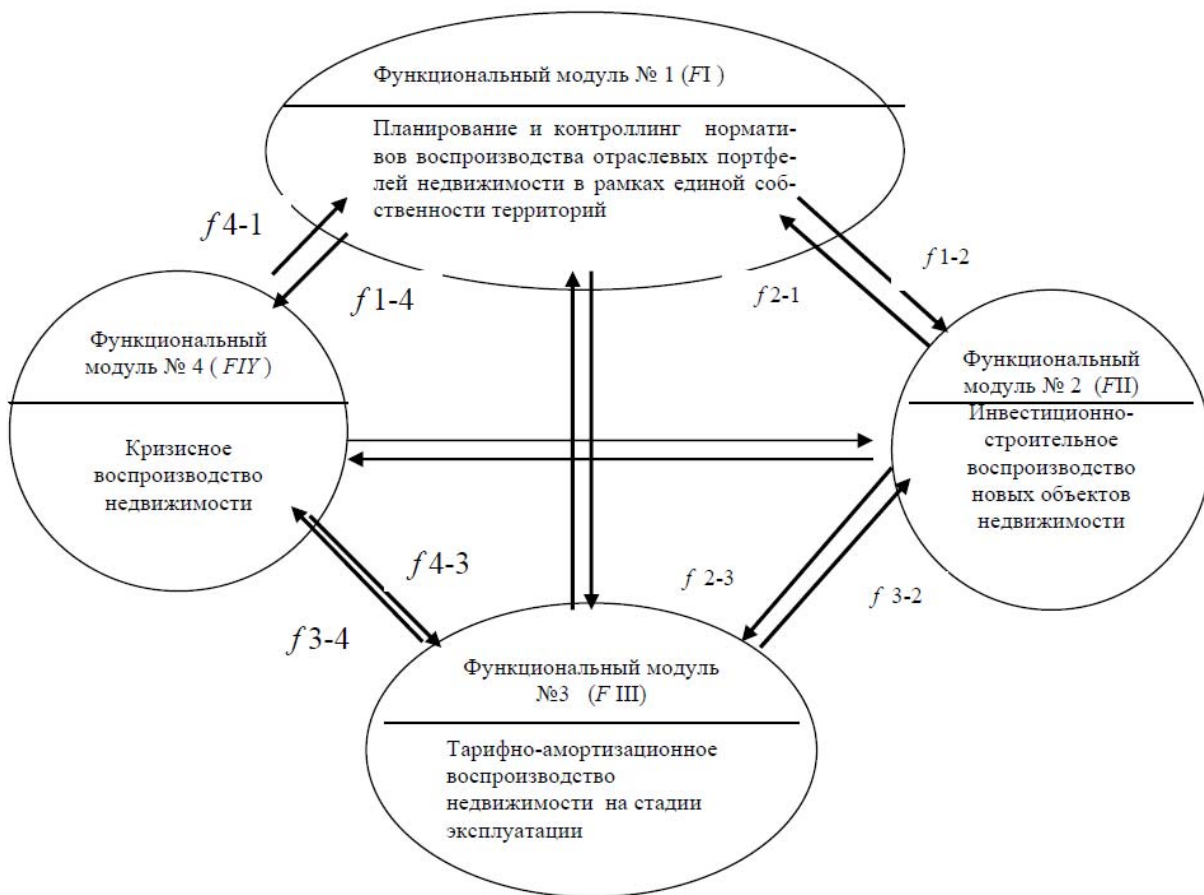 Функциональный модуль № 1 (FI )
Планирование и контроллинг нормати-
вов воспроизводства отраслевых портфе-
лей недвижимости в рамках единой соб-
ственности территорий
f 4-1
f 1-4
f 1-2
f 2-1
Функциональный
модуль № 4 ( FIY )
Кризисное
воспроизводство
недвижимости
Функциональный
модуль № 2 (FII)
Инвестиционно-
строительное
воспроизводство
новых объектов
недвижимости
f 4-3
f 3-4
f 2-3
f 3-2
Функциональный модуль
№3 (F III)
Тарифно-амортизационное
воспроизводство
недвижимости на стадии
эксплуатации